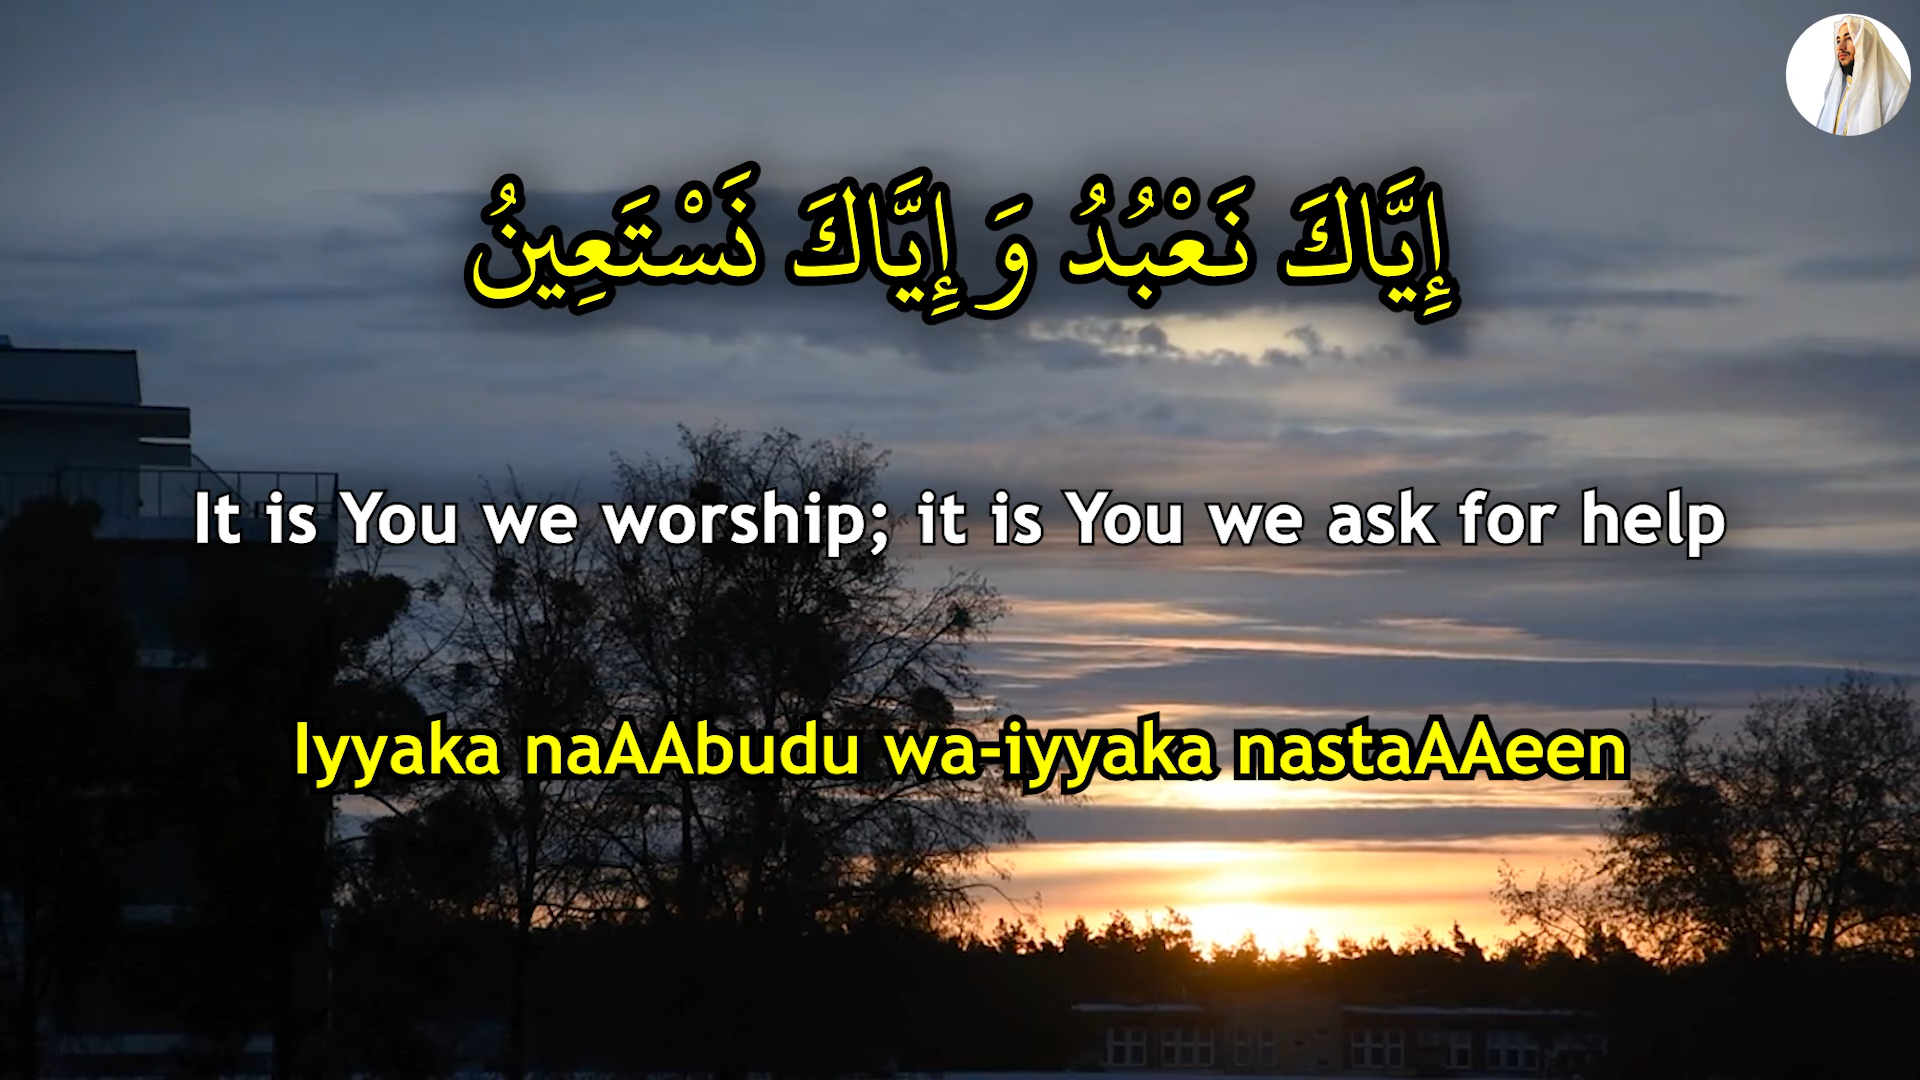 إِيَّاكَ نَعْبُدُ وَ إِيَّاكَ نَسْتَعِينُ
It is You we worship; it is You we ask for help
Iyyaka naAAbudu wa-iyyaka nastaAAeen